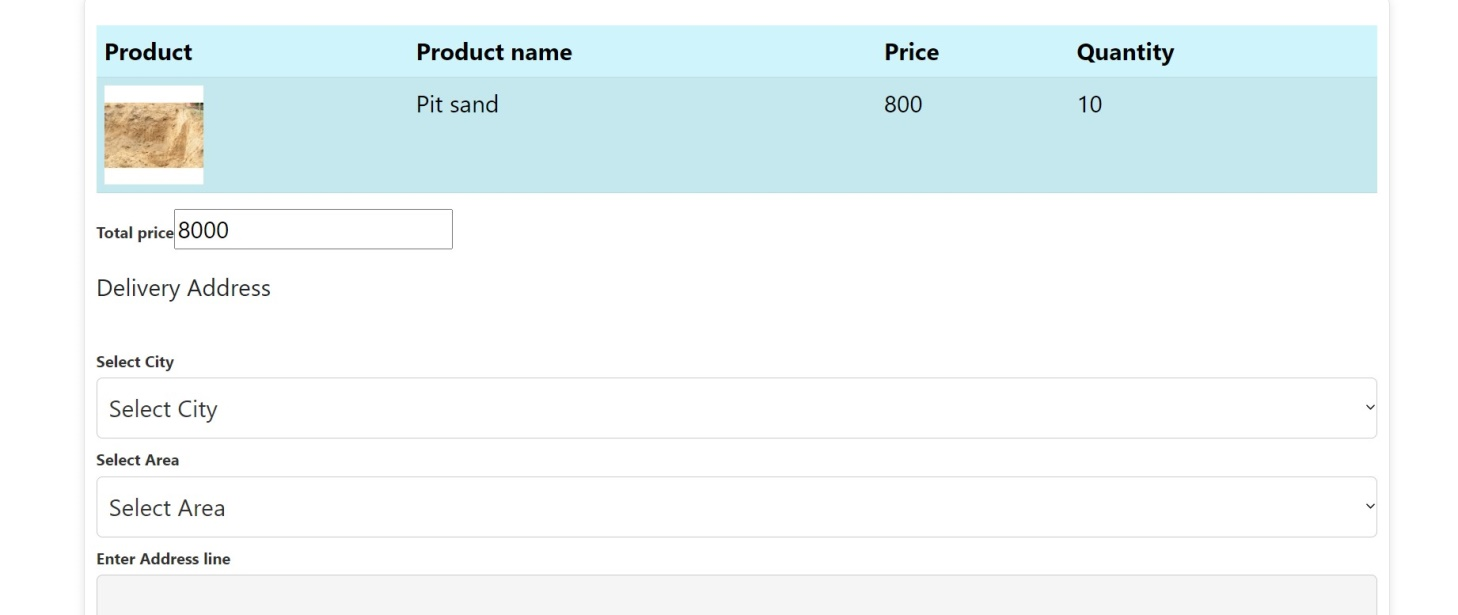 Product Product name Price Quantity
Pit sand 800 10
Total price 8000
Delivery Address
Select City
Select City
Select Area
Select Area
Enter Address line